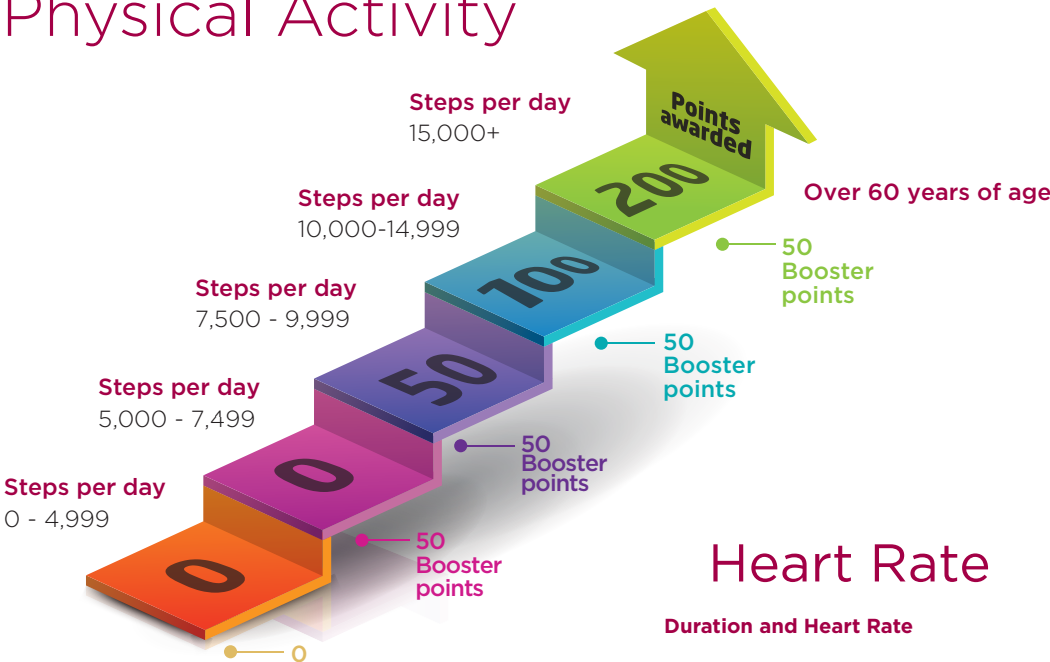 Physical Activity
Steps per day
15,000+
Points
awarded
200
Over 60 years of age
Steps per day
10,000-14,999
50
Booster
points
100
Steps per day
7,500 - 9,999
50
Booster
points
50
Steps per day
5,000 - 7,499
50
Booster
points
0
Steps per day
0 - 4,999
50
Booster
points
0
0
Heart Rate
Duration and Heart Rate